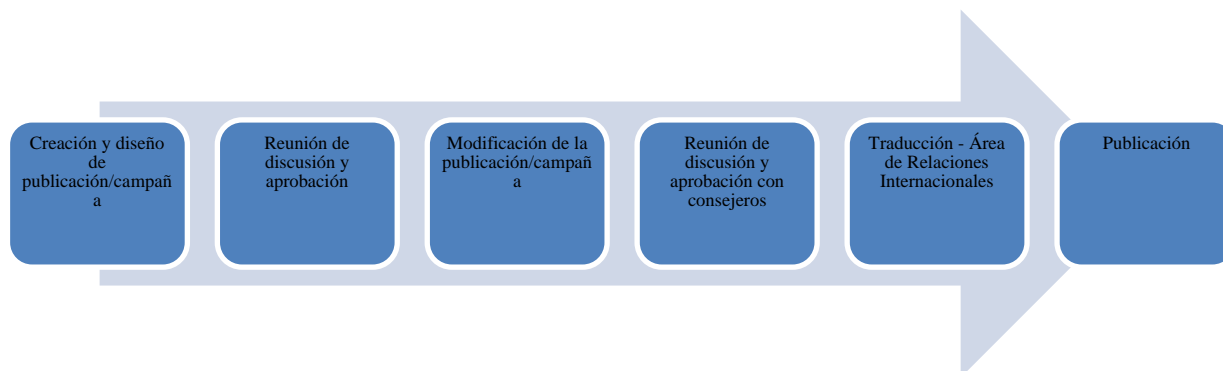 Creación y diseño
de
publicación/campañ
a
Reunión de
discusión y
aprobación
Modificación de la
publicación/campañ
a
Reunión de
discusión y
aprobación con
consejeros
Traducción - Área
de Relaciones
Internacionales
Publicación